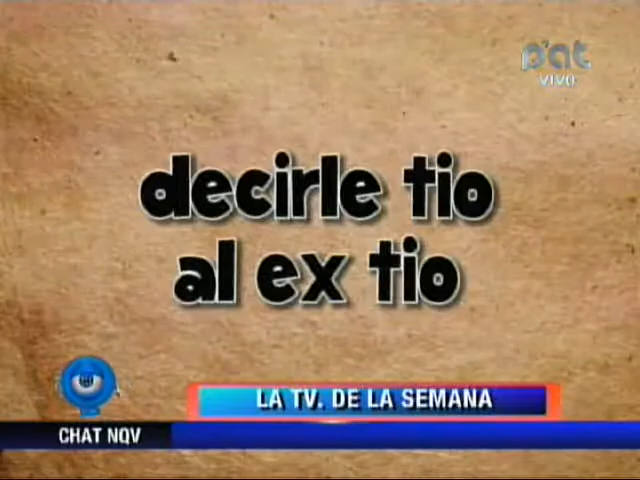 p'at
VIVO
decirle tio
al ex tio
LA TV. DE LA SEMANA
CHAT NQV